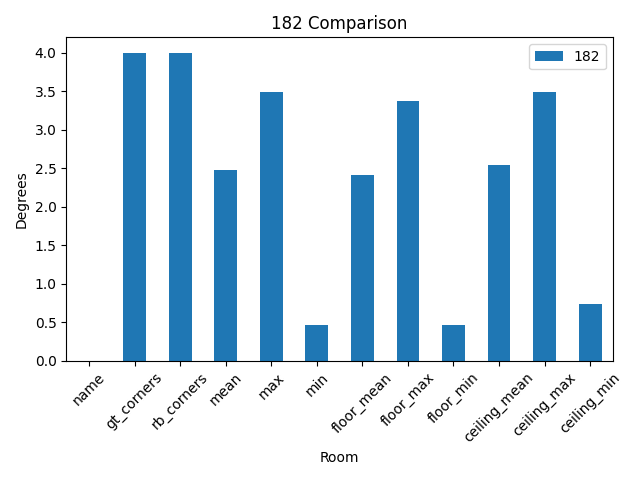 182 Comparison
182
Degrees
4.0
3.5
3.0
2.5
2.0
1.5
1.0
0.5
0.0
name
gt_corners
rb_corners
mean
max
min
floor_mean
floor_max
floor_min
ceiling_mean
ceiling_max
ceiling_min
Room